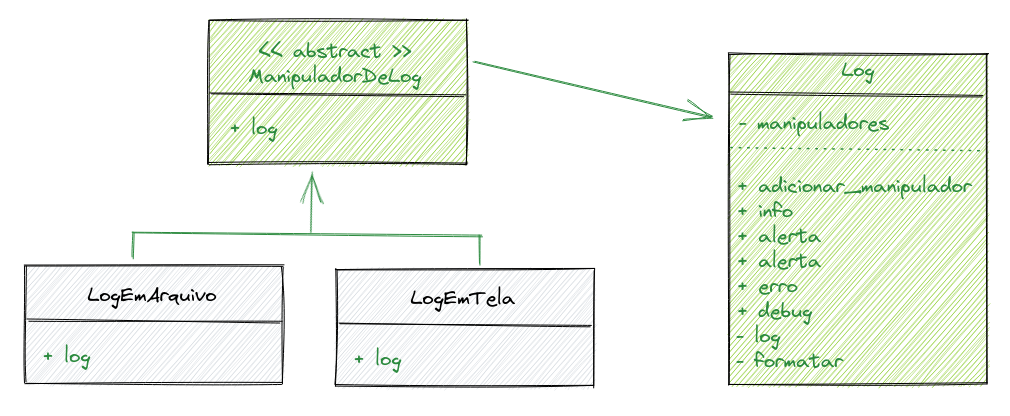 << abstract >>
ManipuladorDeLog
+ log
LogEmArquivo
+ log
LogEmTela
+ log
Log
- manipuladores
+ adicionar_manipulador
+ info
+ alerta
+ alerta
+ erro
+ debug
- log
- formatar